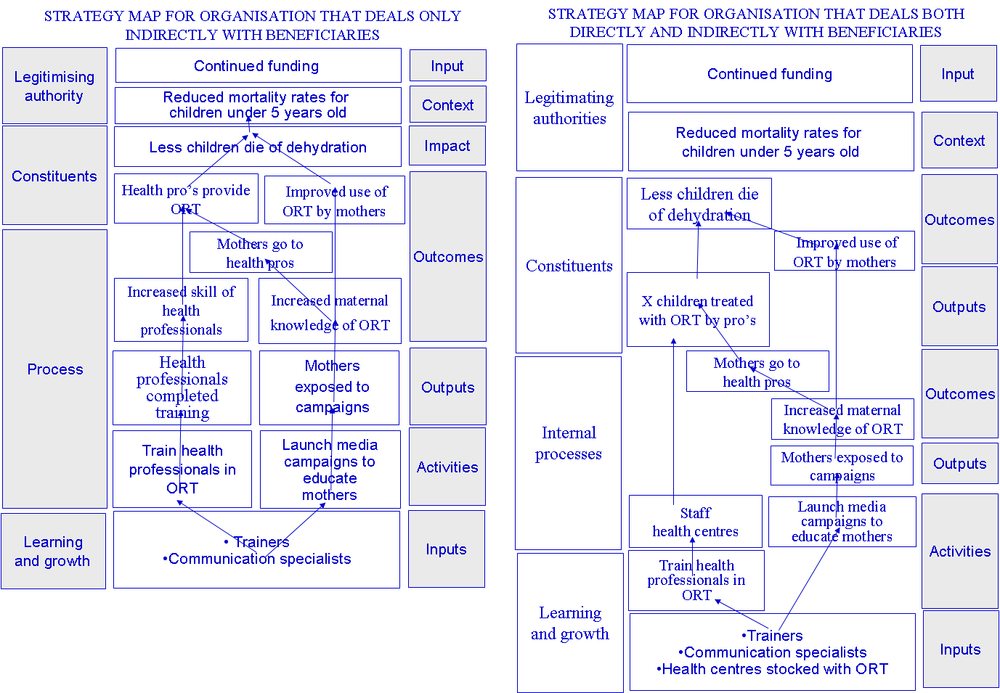 STRATEGY MAP FOR ORGANISATION THAT DEALS ONLY
INDIRECTLY WITH BENEFICIARIES
Legitimising
authority
Continued funding
Input
Reduced mortality rates for
children under 5 years old
Context
Constituents
Less children die of dehydration
Impact
Health pro’s provide
ORT
Improved use of
ORT by mothers
Outcomes
Process
Mothers go to
health pros
Increased skill of
health
professionals
Increased maternal
knowledge of ORT
Health
professionals
completed
training
Mothers
exposed to
campaigns
Outputs
Train health
professionals in
ORT
Launch media
campaigns to
educate
mothers
Activities
Learning
and growth
• Trainers
•Communication specialists
Inputs
STRATEGY MAP FOR ORGANISATION THAT DEALS BOTH
DIRECTLY AND INDIRECTLY WITH BENEFICIARIES
Legitimating
authorities
Continued funding
Input
Reduced mortality rates for
children under 5 years old
Context
Constituents
Less children die
of dehydration
Outcomes
Improved use of
ORT by mothers
X children treated
with ORT by pro’s
Outputs
Internal
processes
Mothers go to
health pros
Outcomes
Increased maternal
knowledge of ORT
Mothers exposed to
campaigns
Outputs
Staff
health centres
Launch media
campaigns to
educate mothers
Activities
Learning
and growth
Train health
professionals in
ORT
•Trainers
•Communication specialists
•Health centres stocked with ORT
Inputs